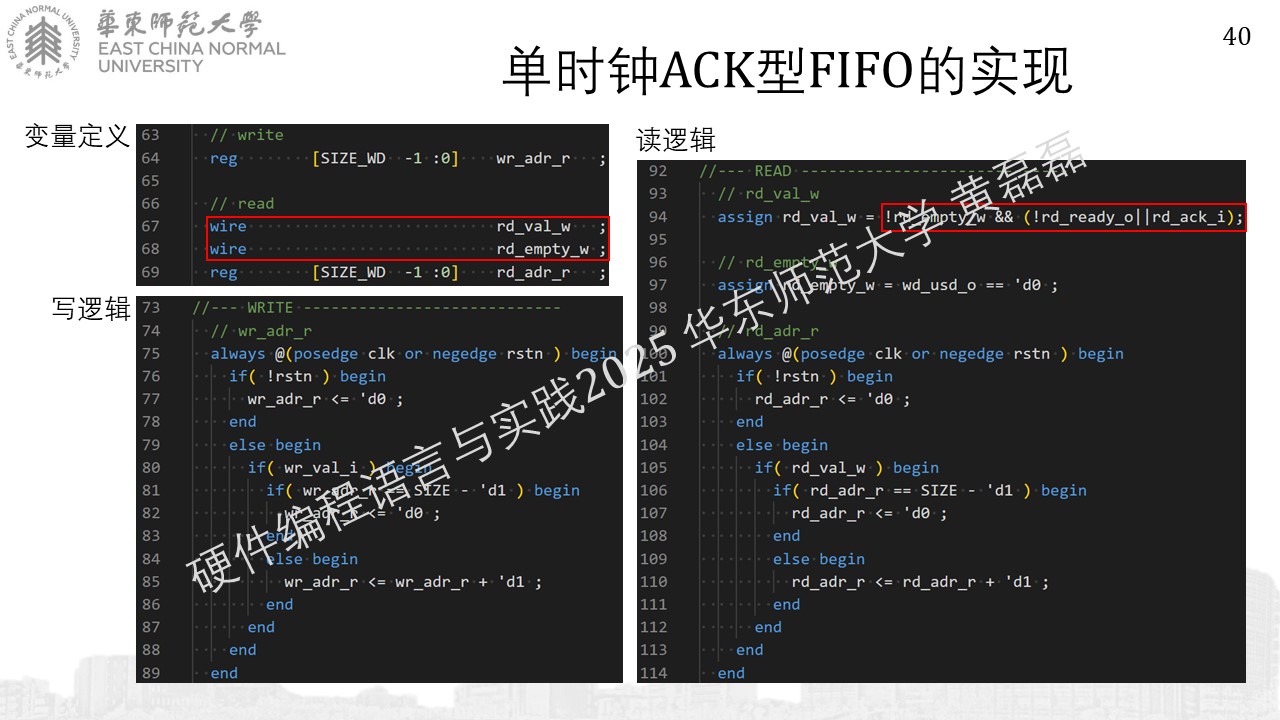 EAST CHINA NORMAL UNIVERSITY
華東師範大學
華東師範大學
EAST CHINA NORMAL
UNIVERSITY
40
单时钟ACK型FIFO的实现
变量定义
63 // write
64 reg [SIZE_WD -1 :0] wr_adr_r ;
65
66 // read
67 wire rd_val_w ;
68 wire rd_empty_w ;
69 reg [SIZE_WD -1 :0] rd_adr_r ;
写逻辑
73 //--- WRITE ----------------------------
74 // wr_adr_r
75 always @(posedge clk or negedge rstn ) begin
76 if( !rstn ) begin
77 wr_adr_r <= 'd0 ;
78 end
79 else begin
80 if( wr_val_i ) begin
81 if( wr_adr_r == SIZE - 'd1 ) begin
82 wr_adr_r <= 'd0 ;
83 end
84 else begin
85 wr_adr_r <= wr_adr_r + 'd1 ;
86 end
87 end
88 end
89 end
读逻辑
92 //--- READ -----------------------------
93 // rd_val_w
94 assign rd_val_w = !rd_empty_w && (!rd_ready_o||rd_ack_i);
95
96 // rd_empty_w
97 assign rd_empty_w = wd_usd_o == 'd0 ;
98
99 // rd_adr_r
100 always @(posedge clk or negedge rstn ) begin
101 if( !rstn ) begin
102 rd_adr_r <= 'd0 ;
103 end
104 else begin
105 if( rd_val_w ) begin
106 if( rd_adr_r == SIZE - 'd1 ) begin
107 rd_adr_r <= 'd0 ;
108 end
109 else begin
110 rd_adr_r <= rd_adr_r + 'd1 ;
111 end
112 end
113 end
114 end
硬件编程语言与实践2025 华东师范大学 黄磊磊